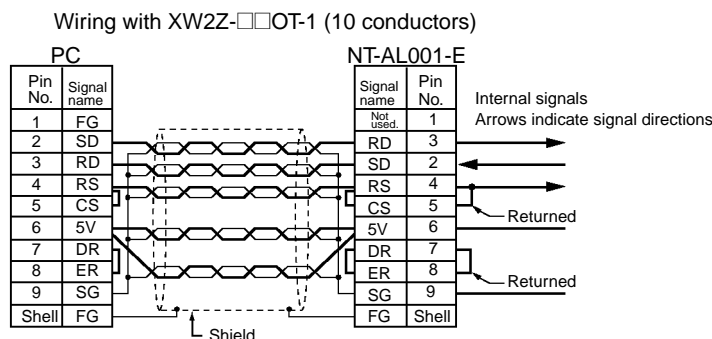 Wiring with XW2Z-□□OT-1 (10 conductors)
PC NT-AL001-E
Pin No. Signal name Signal name Pin No. Internal signals
1 FG Not used. 1 Arrows indicate signal directions
2 SD RD 3
3 RD SD 2
4 RS RS 4
5 CS CS 5 Returned
6 5V 5V 6
7 DR DR 7
8 ER ER 8 Returned
9 SG SG 9
Shell FG FG Shell
Shield